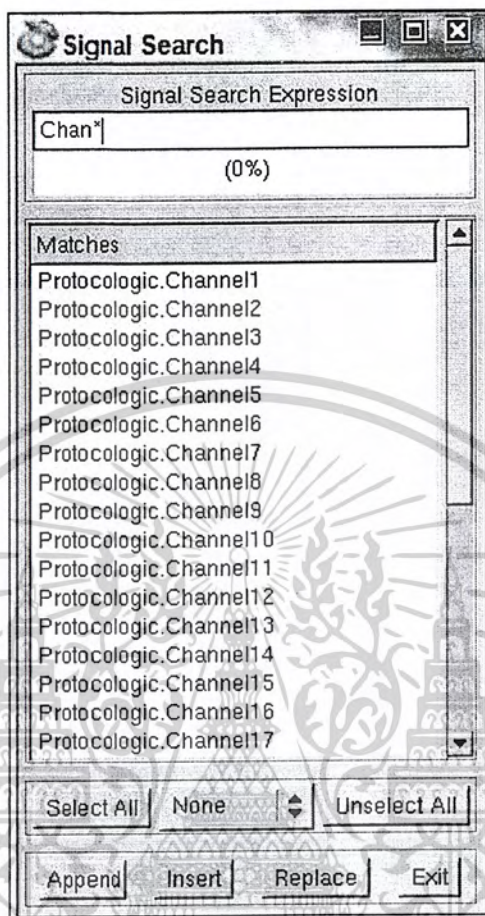 Signal Search
Signal Search Expression
Chan*
(0%)
Matches
Protocologic.Channel1
Protocologic.Channel2
Protocologic.Channel3
Protocologic.Channel4
Protocologic.Channel5
Protocologic.Channel6
Protocologic.Channel7
Protocologic.Channel8
Protocologic.Channel9
Protocologic.Channel10
Protocologic.Channel11
Protocologic.Channel12
Protocologic.Channel13
Protocologic.Channel14
Protocologic.Channel15
Protocologic.Channel16
Protocologic.Channel17
Select All None Unselect All
Append Insert Replace Exit